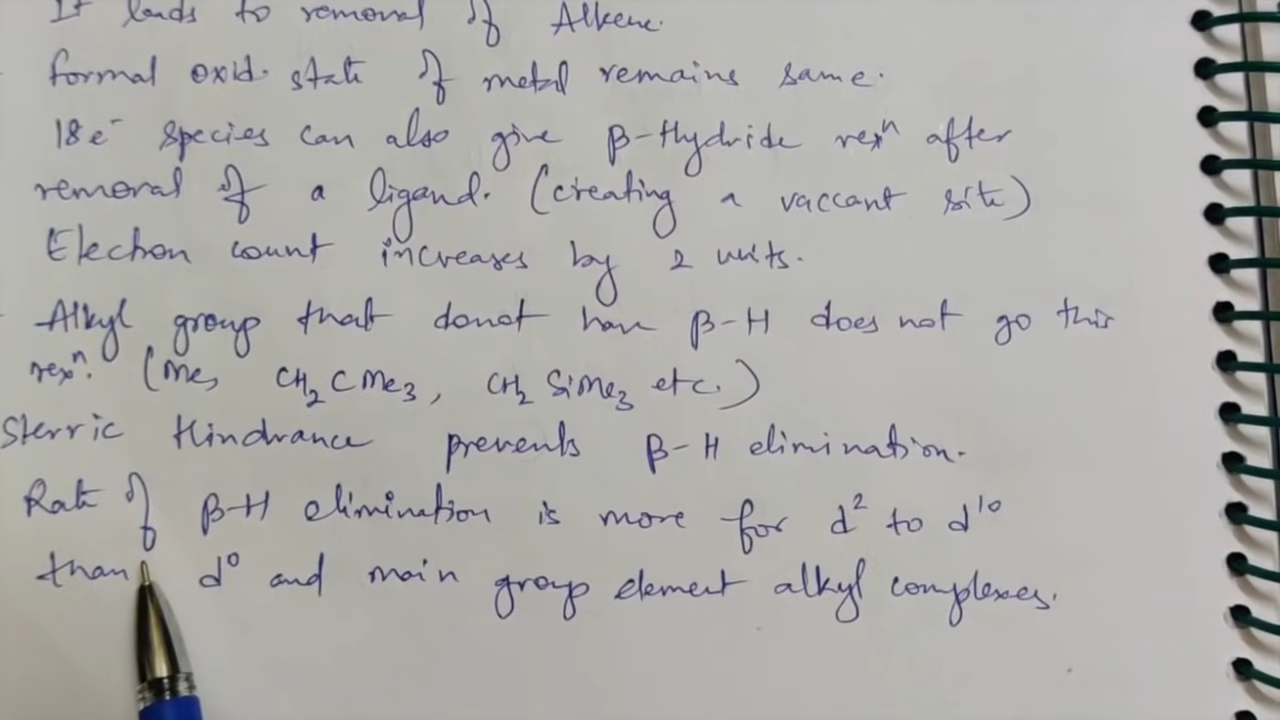 It leads to removal of Alkene.
formal oxid. state of metal remains same.
18e⁻ species can also give β-Hydride rexⁿ after
removal of a ligand. (creating a vaccant site)
Electron count increases by 2 units.
- Alkyl group that donot have β-H does not go this
rexⁿ. (Me, CH₂CMe₃, CH₂SiMe₃ etc.)
Sterric Hindrance prevents β-H elimination.
Rate of β-H elimination is more for d² to d¹⁰
than d⁰ and main group element alkyl complexes.